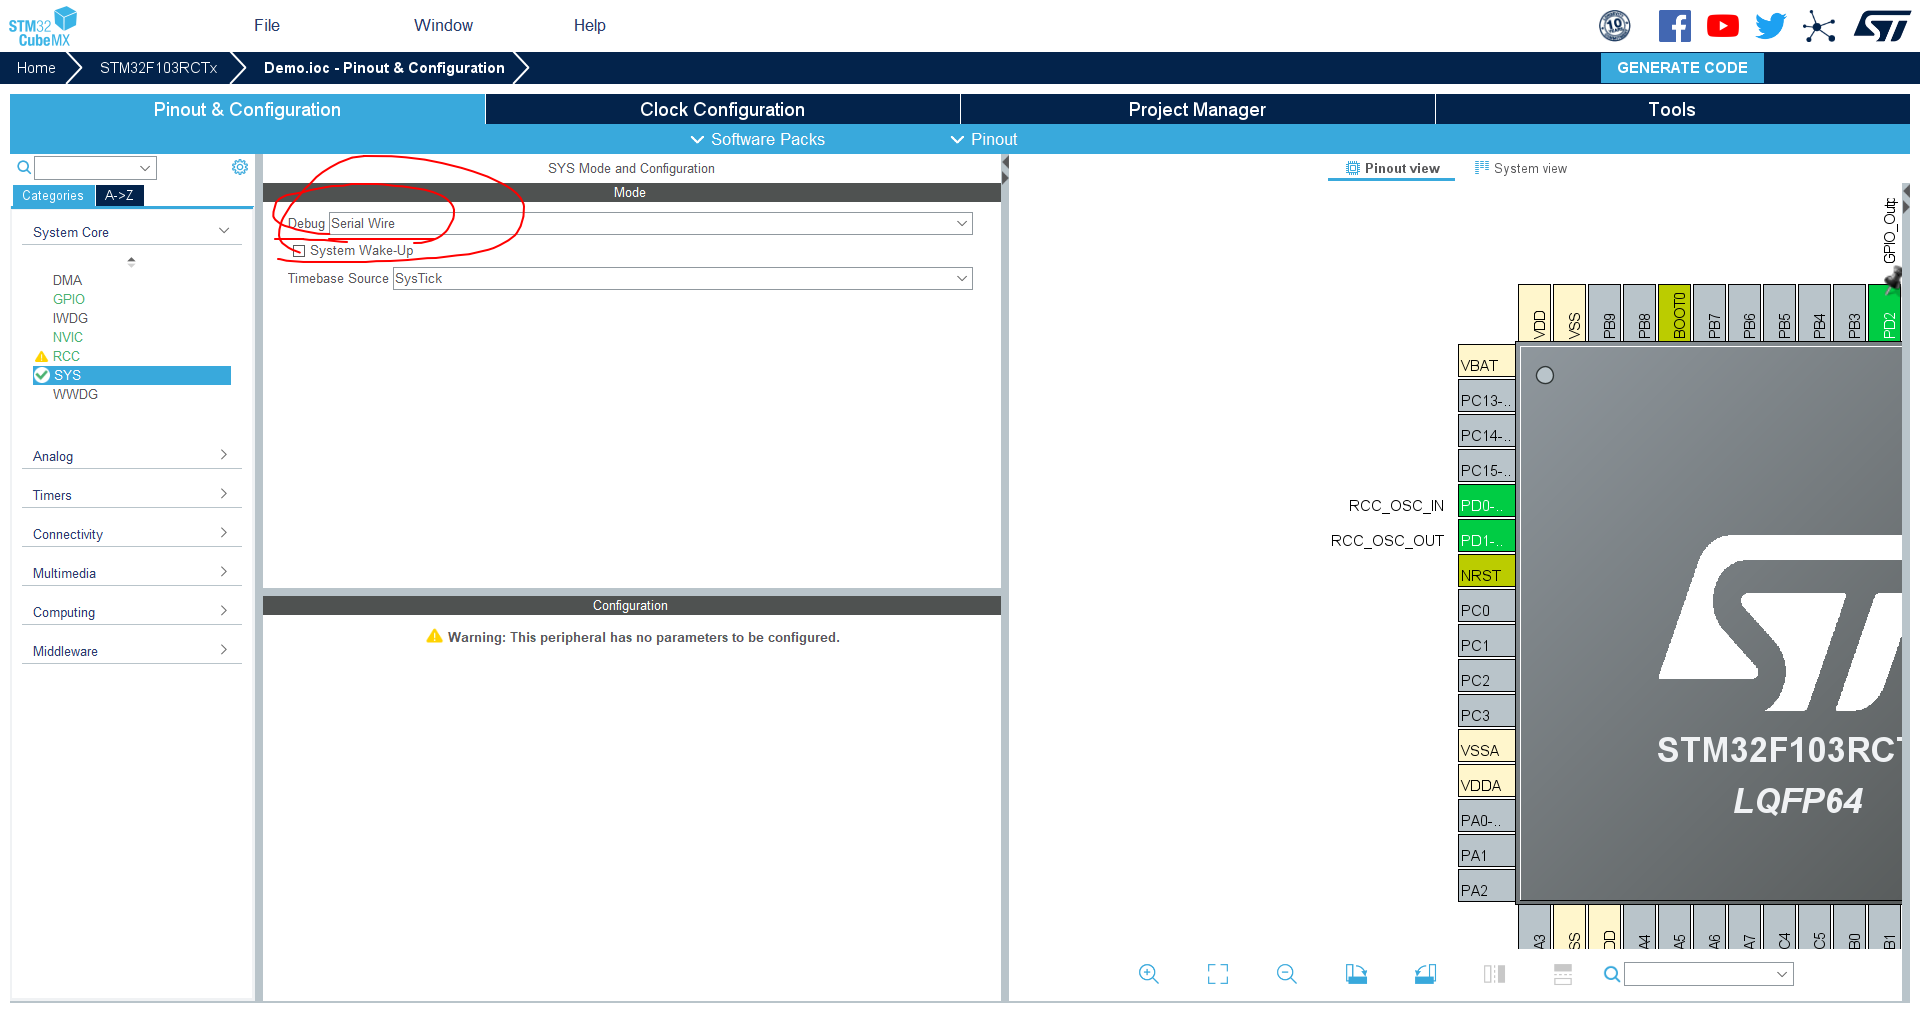 STM32
CubeMX
File
Window
Help
10
Home
STM32F103RCTx
Demo.ioc - Pinout & Configuration
GENERATE CODE
Pinout & Configuration
Clock Configuration
Project Manager
Tools
Software Packs
Pinout
Categories
A->Z
System Core
DMA
GPIO
IWDG
NVIC
RCC
SYS
WWDG
Analog
Timers
Connectivity
Multimedia
Computing
Middleware
SYS Mode and Configuration
Mode
Debug Serial Wire
System Wake-Up
Timebase Source SysTick
Configuration
Warning: This peripheral has no parameters to be configured.
Pinout view
System view
GPIO_Outp
VDD
VSS
PB9
PB8
BOOT0
PB7
PB6
PB5
PB4
PB3
PD2
VBAT
PC13-..
PC14-..
PC15-..
RCC_OSC_IN PD0-..
RCC_OSC_OUT PD1-..
NRST
PC0
PC1
PC2
PC3
VSSA
VDDA
PA0-..
PA1
PA2
STM32F103RCT
LQFP64
A3
SS
DD
A4
A5
A6
A7
C4
C5
B0
B1